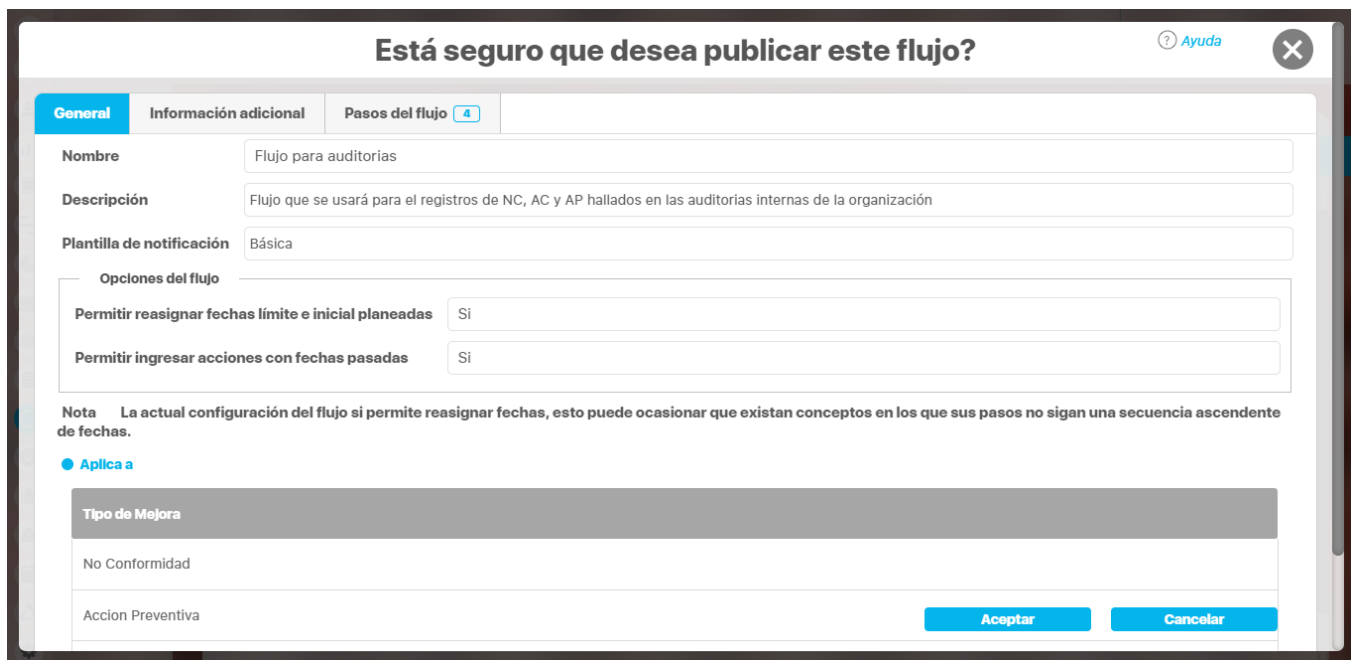 Está seguro que desea publicar este flujo?
? Ayuda
General
Información adicional
Pasos del flujo 4
Nombre
Flujo para auditorias
Descripción
Flujo que se usará para el registros de NC, AC y AP hallados en las auditorias internas de la organización
Plantilla de notificación
Básica
Opciones del flujo
Permitir reasignar fechas límite e inicial planeadas
Si
Permitir ingresar acciones con fechas pasadas
Si
Nota La actual configuración del flujo si permite reasignar fechas, esto puede ocasionar que existan conceptos en los que sus pasos no sigan una secuencia ascendente
de fechas.
Aplica a
Tipo de Mejora
No Conformidad
Accion Preventiva
Aceptar
Cancelar